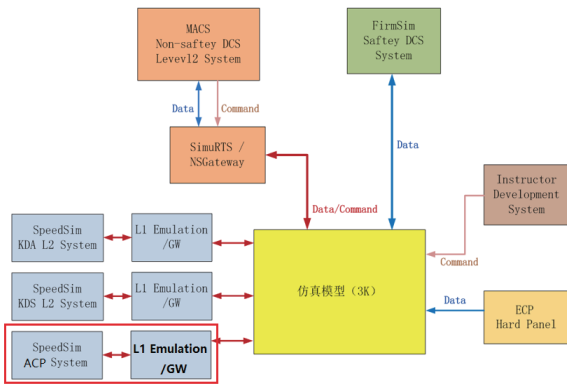 MACS
Non-saftey DCS
Levevl2 System
FirmSim
Saftey DCS
System
Data
Command
SimuRTS /
NSGateway
Data
Data/Command
Instructor
Development
System
Command
SpeedSim
KDA L2 System
L1 Emulation
/GW
SpeedSim
KDS L2 System
L1 Emulation
/GW
仿真模型（3K）
Data
ECP
Hard Panel
SpeedSim
ACP System
L1 Emulation
/GW